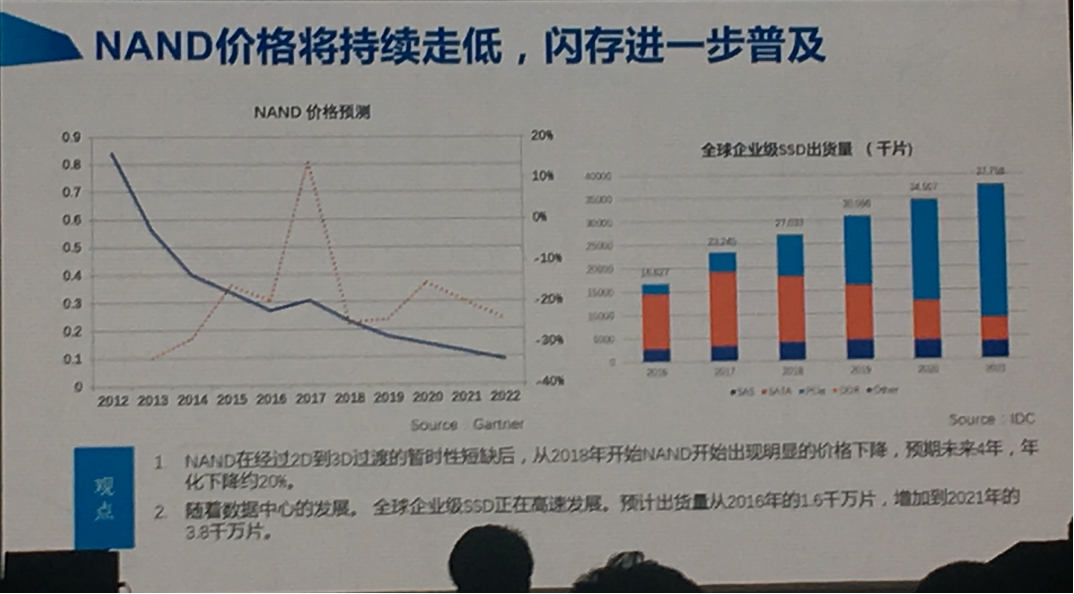 NAND价格将持续走低，闪存进一步普及
NAND 价格预测
0.9
0.8
0.7
0.6
0.5
0.4
0.3
0.2
0.1
0
20%
10%
0%
-10%
-20%
-30%
-40%
2012 2013 2014 2015 2016 2017 2018 2019 2020 2021 2022
Source : Gartner
全球企业级SSD出货量 （千片)
40000
35000
30000
25000
20000
15000
10000
5000
0
23,245
2016 2017 2018 2019 2020 2021
SAS SATA PCIe Other
Source : IDC
观点
1. NAND在经过2D到3D过渡的暂时性短缺后，从2018年开始NAND开始出现明显的价格下降，预期未来4年，年
化下降约20%。
2. 随着数据中心的发展。 全球企业级SSD正在高速发展。预计出货量从2016年的1.6千万片，增加到2021年的
3.8千万片。